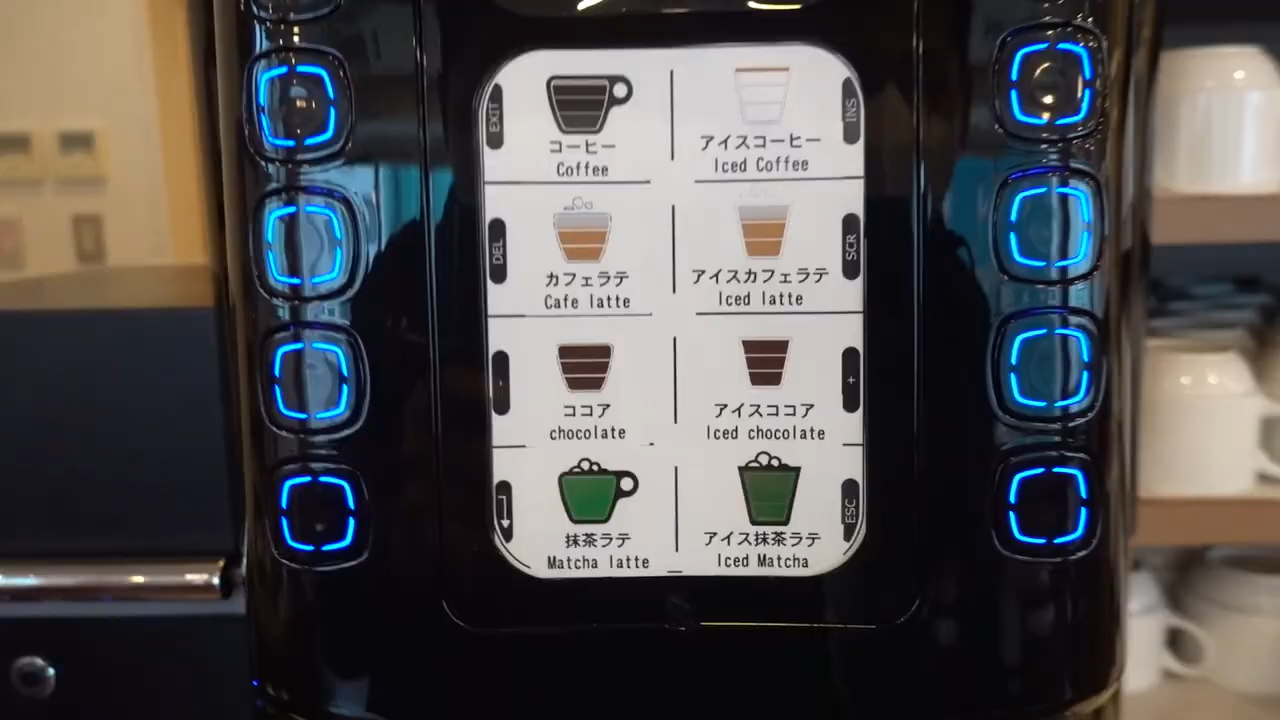 EXIT
コーヒー
Coffee
INS
アイスコーヒー
Iced Coffee
DEL
カフェラテ
Cafe latte
SCR
アイスカフェラテ
Iced latte
-
ココア
chocolate
+
アイスココア
Iced chocolate
抹茶ラテ
Matcha latte
ESC
アイス抹茶ラテ
Iced Matcha